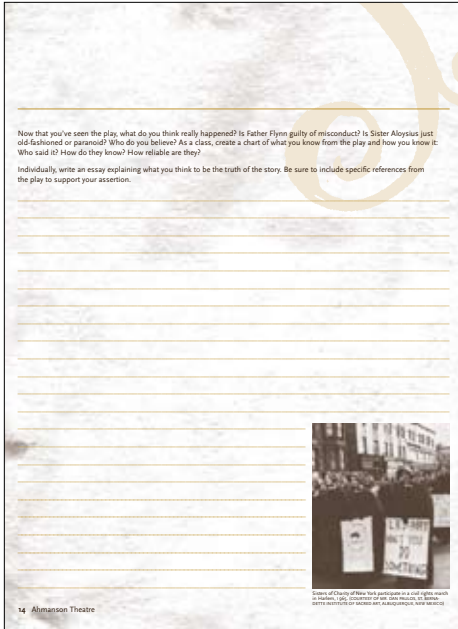 Now that you've seen the play, what do you think really happened? Is Father Flynn guilty of misconduct? Is Sister Aloysius just
old-fashioned or paranoid? Who do you believe? As a class, create a chart of what you know from the play and how you know it:
Who said it? How do they know? How reliable are they?
Individually, write an essay explaining what you think to be the truth of the story. Be sure to include specific references from
the play to support your assertion.
DON'T YOU
DO
SOMETHING
Sisters of Charity of New York participate in a civil rights march
in Harlem, 1965. (COURTESY OF MR. DAN PAULOS, ST. BERNA-
DETTE INSTITUTE OF SACRED ART, ALBUQUERQUE, NEW MEXICO)
14 Ahmanson Theatre